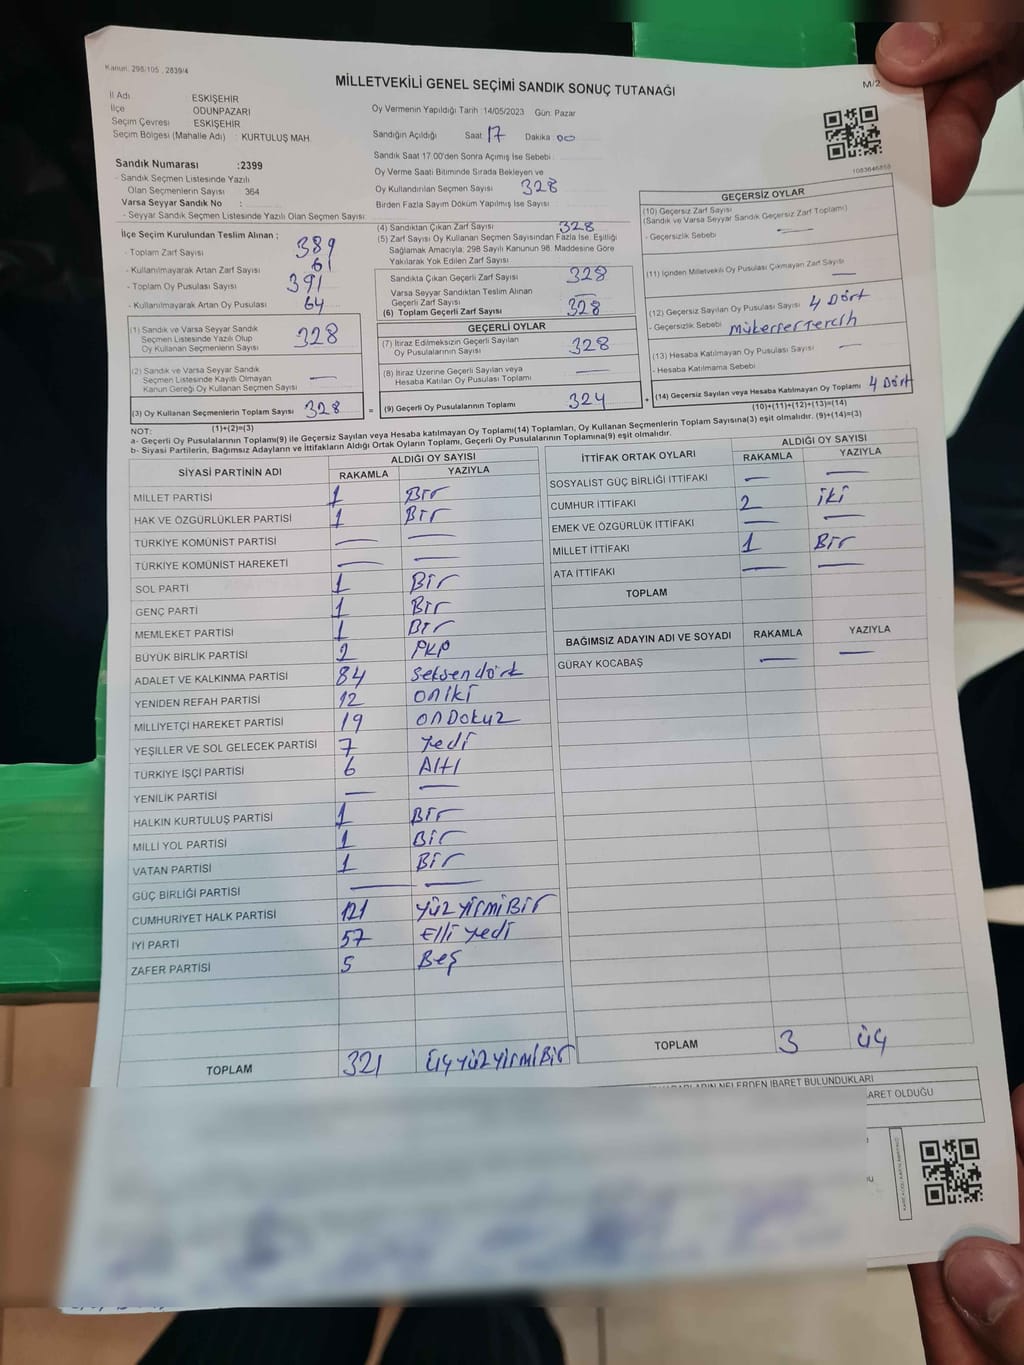 Kanun: 298/105 , 2839/4
MİLLETVEKİLİ GENEL SEÇİMİ SANDIK SONUÇ TUTANAĞI
M/2
İl Adı ESKİŞEHİR
İlçe ODUNPAZARI
Seçim Çevresi ESKİŞEHİR
Seçim Bölgesi (Mahalle Adı) : KURTULUŞ MAH.
Oy Vermenin Yapıldığı Tarih :14/05/2023 Gün: Pazar
Sandığın Açıldığı Saat 17 Dakika : 00
Sandık Saat 17:00'den Sonra Açımış İse Sebebi :
Oy Verme Saati Bitiminde Sırada Bekleyen ve
Oy Kullandırılan Seçmen Sayısı 328
Birden Fazla Sayım Döküm Yapılmış İse Sayısı :
Sandık Numarası :2399
- Sandık Seçmen Listesinde Yazılı
Olan Seçmenlerin Sayısı : 364
Varsa Seyyar Sandık No :
- Seyyar Sandık Seçmen Listesinde Yazılı Olan Seçmen Sayısı:
İlçe Seçim Kurulundan Teslim Alınan ;
- Toplam Zarf Sayısı 389
- Kullanılmayarak Artan Zarf Sayısı 61
- Toplam Oy Pusulası Sayısı 391
- Kullanılmayarak Artan Oy Pusulası 64
(1) Sandık ve Varsa Seyyar Sandık
Seçmen Listesinde Yazılı Olup
Oy Kullanan Seçmenlerin Sayısı 328
(2) Sandık ve Varsa Seyyar Sandık
Seçmen Listesinde Kayıtlı Olmayan
Kanun Gereği Oy Kullanan Seçmen Sayısı —
(3) Oy Kullanan Seçmenlerin Toplam Sayısı 328
(1)+(2)=(3)
(4) Sandıktan Çıkan Zarf Sayısı 328
(5) Zarf Sayısı Oy Kullanan Seçmen Sayısından Fazla İse, Eşitliği
Sağlamak Amacıyla, 298 Sayılı Kanunun 98. Maddesine Göre
Yakılarak Yok Edilen Zarf Sayısı :
Sandıkta Çıkan Geçerli Zarf Sayısı 328
Varsa Seyyar Sandıktan Teslim Alınan
Geçerli Zarf Sayısı —
(6) Toplam Geçerli Zarf Sayısı 328
GEÇERLİ OYLAR
(7) İtiraz Edilmeksizin Geçerli Sayılan
Oy Pusulalarının Sayısı 328
(8) İtiraz Üzerine Geçerli Sayılan veya
Hesaba Katılan Oy Pusulası Toplamı —
= (9) Geçerli Oy Pusulalarının Toplamı 324
1083646858
GEÇERSİZ OYLAR
(10) Geçersiz Zarf Sayısı
(Sandık ve Varsa Seyyar Sandık Geçersiz Zarf Toplamı)
- Geçersizlik Sebebi : —
(11) İçinden Milletvekili Oy Pusulası Çıkmayan Zarf Sayısı —
(12) Geçersiz Sayılan Oy Pusulası Sayısı 4 Dört
- Geçersizlik Sebebi : Mükerrer Tercih
(13) Hesaba Katılmayan Oy Pusulası Sayısı —
- Hesaba Katılmama Sebebi
+ (14) Geçersiz Sayılan veya Hesaba Katılmayan Oy Toplamı 4 Dört
(10)+(11)+(12)+(13)=(14)
NOT:
a- Geçerli Oy Pusulalarının Toplamı(9) ile Geçersiz Sayılan veya Hesaba katılmayan Oy Toplamı(14) Toplamları, Oy Kullanan Seçmenlerin Toplam Sayısına(3) eşit olmalıdır. (9)+(14)=(3)
b- Siyasi Partilerin, Bağımsız Adayların ve İttifakların Aldığı Ortak Oyların Toplamı, Geçerli Oy Pusulalarının Toplamına(9) eşit olmalıdır.
SİYASİ PARTİNİN ADI ALDIĞI OY SAYISI
RAKAMLA YAZIYLA
MİLLET PARTİSİ 1 Bir
HAK VE ÖZGÜRLÜKLER PARTİSİ 1 Bir
TÜRKİYE KOMÜNİST PARTİSİ — —
TÜRKİYE KOMÜNİST HAREKETİ — —
SOL PARTİ 1 Bir
GENÇ PARTİ 1 Bir
MEMLEKET PARTİSİ 1 Bir
BÜYÜK BİRLİK PARTİSİ 2
ADALET VE KALKINMA PARTİSİ 84 Seksendört
YENİDEN REFAH PARTİSİ 12 oniki
MİLLİYETÇİ HAREKET PARTİSİ 19 onDokuz
YEŞİLLER VE SOL GELECEK PARTİSİ 7 Yedi
TÜRKİYE İŞÇİ PARTİSİ 6 Altı
YENİLİK PARTİSİ — —
HALKIN KURTULUŞ PARTİSİ 1 Bir
MİLLİ YOL PARTİSİ 1 Bir
VATAN PARTİSİ 1 Bir
GÜÇ BİRLİĞİ PARTİSİ — —
CUMHURİYET HALK PARTİSİ 121 YüzYirmiBir
İYİ PARTİ 57 Elli Yedi
ZAFER PARTİSİ 5 Beş
TOPLAM 321 ÜçYüzYirmiBir
İTTİFAK ORTAK OYLARI ALDIĞI OY SAYISI
RAKAMLA YAZIYLA
SOSYALİST GÜÇ BİRLİĞİ İTTİFAKI — —
CUMHUR İTTİFAKI 2 iki
EMEK VE ÖZGÜRLÜK İTTİFAKI — —
MİLLET İTTİFAKI 1 Bir
ATA İTTİFAKI — —
TOPLAM
BAĞIMSIZ ADAYIN ADI VE SOYADI RAKAMLA YAZIYLA
GÜRAY KOCABAŞ — —
TOPLAM 3 üç
NELERDEN İBARET BULUNDUKLARI
ARET OLDUĞU